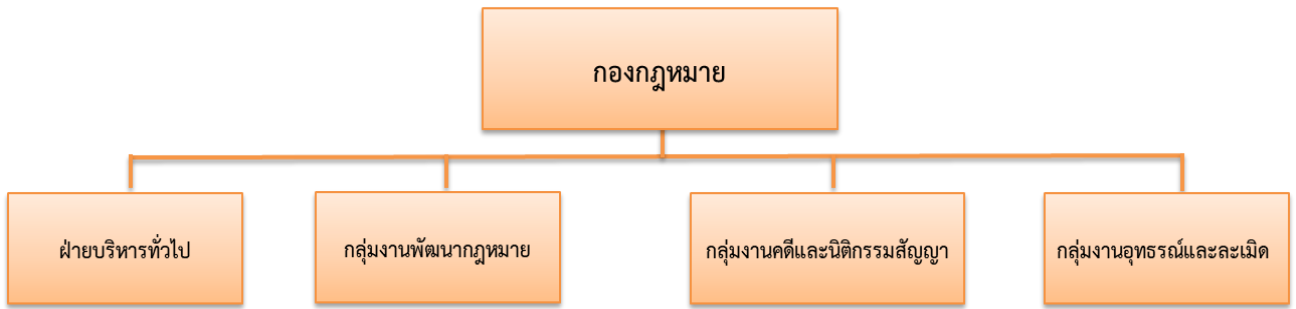 กองกฎหมาย
ฝ่ายบริหารทั่วไป
กลุ่มงานพัฒนากฎหมาย
กลุ่มงานคดีและนิติกรรมสัญญา
กลุ่มงานอุทธรณ์และละเมิด